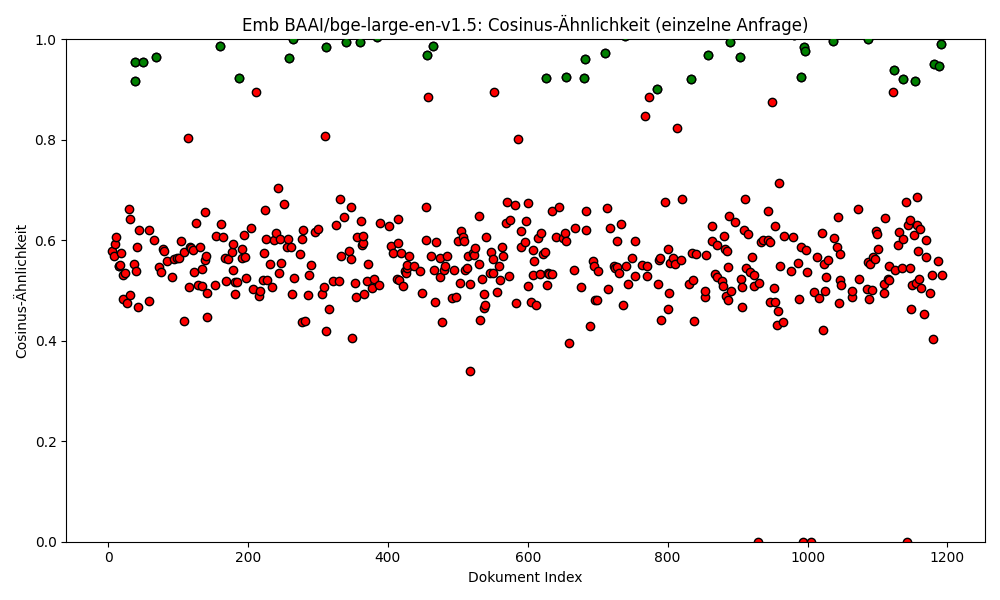 Emb BAAI/bge-large-en-v1.5: Cosinus-Ähnlichkeit (einzelne Anfrage)
1.0
0.8
0.6
0.4
0.2
0.0
Cosinus-Ähnlichkeit
0 200 400 600 800 1000 1200
Dokument Index